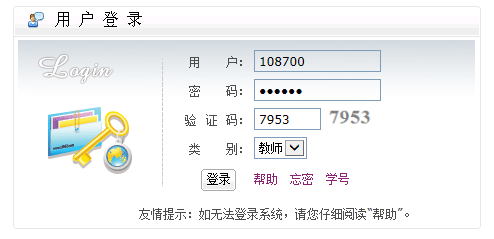 用 户 登 录
Login
用 户: 108700
密 码: ••••••
验 证 码: 7953 7953
类 别: 教师
登录 帮助 忘密 学号
友情提示：如无法登录系统，请您仔细阅读“帮助”。